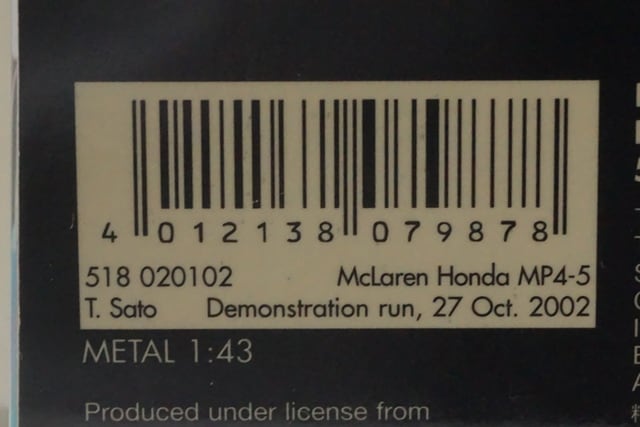 4 012138 079878
518 020102 McLaren Honda MP4-5
T. Sato Demonstration run, 27 Oct. 2002
METAL 1:43
Produced under license from